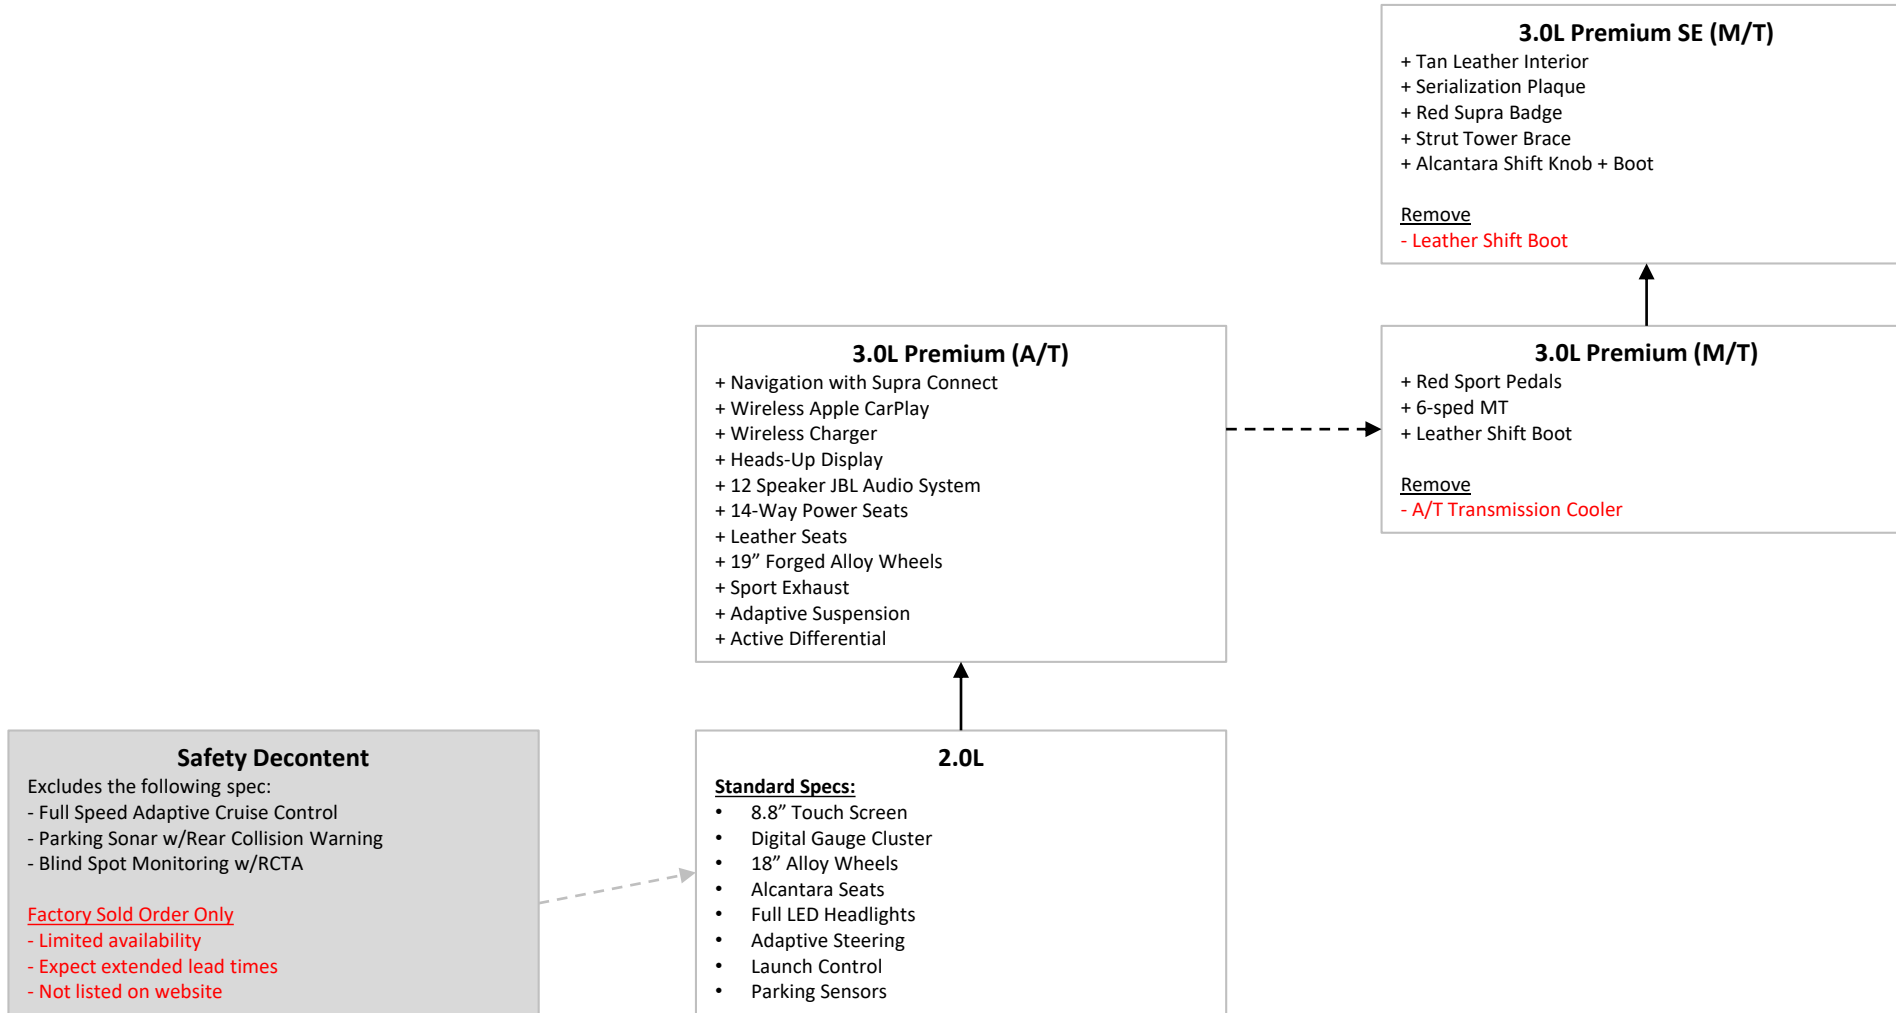 3.0L Premium SE (M/T)
+ Tan Leather Interior
+ Serialization Plaque
+ Red Supra Badge
+ Strut Tower Brace
+ Alcantara Shift Knob + Boot
Remove
- Leather Shift Boot
3.0L Premium (A/T)
+ Navigation with Supra Connect
+ Wireless Apple CarPlay
+ Wireless Charger
+ Heads-Up Display
+ 12 Speaker JBL Audio System
+ 14-Way Power Seats
+ Leather Seats
+ 19” Forged Alloy Wheels
+ Sport Exhaust
+ Adaptive Suspension
+ Active Differential
3.0L Premium (M/T)
+ Red Sport Pedals
+ 6-sped MT
+ Leather Shift Boot
Remove
- A/T Transmission Cooler
Safety Decontent
Excludes the following spec:
- Full Speed Adaptive Cruise Control
- Parking Sonar w/Rear Collision Warning
- Blind Spot Monitoring w/RCTA
Factory Sold Order Only
- Limited availability
- Expect extended lead times
- Not listed on website
2.0L
Standard Specs:
• 8.8” Touch Screen
• Digital Gauge Cluster
• 18” Alloy Wheels
• Alcantara Seats
• Full LED Headlights
• Adaptive Steering
• Launch Control
• Parking Sensors